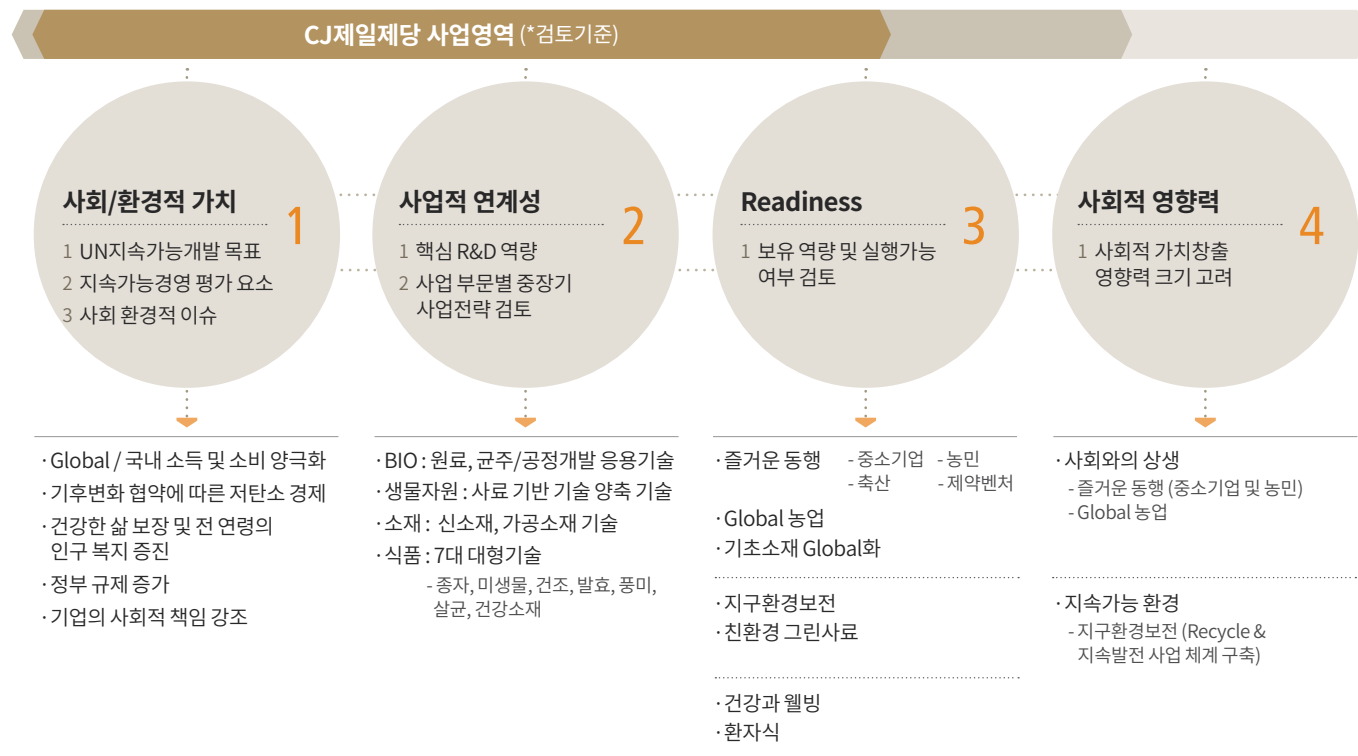 CJ제일제당 사업영역 (*검토기준)
사회/환경적 가치
1
1 UN지속가능개발 목표
2 지속가능경영 평가 요소
3 사회 환경적 이슈
사업적 연계성
2
1 핵심 R&D 역량
2 사업 부문별 중장기
사업전략 검토
Readiness
3
1 보유 역량 및 실행가능
여부 검토
사회적 영향력
4
1 사회적 가치창출
영향력 크기 고려
· Global / 국내 소득 및 소비 양극화
· 기후변화 협약에 따른 저탄소 경제
· 건강한 삶 보장 및 전 연령의
인구 복지 증진
· 정부 규제 증가
· 기업의 사회적 책임 강조
· BIO : 원료, 균주/공정개발 응용기술
· 생물자원 : 사료 기반 기술 양축 기술
· 소재 : 신소재, 가공소재 기술
· 식품 : 7대 대형기술
- 종자, 미생물, 건조, 발효, 풍미,
살균, 건강소재
· 즐거운 동행 - 중소기업 - 농민
- 축산 - 제약벤처
· Global 농업
· 기초소재 Global화
· 지구환경보전
· 친환경 그린사료
· 건강과 웰빙
· 환자식
· 사회와의 상생
- 즐거운 동행 (중소기업 및 농민)
- Global 농업
· 지속가능 환경
- 지구환경보전 (Recycle &
지속발전 사업 체계 구축)